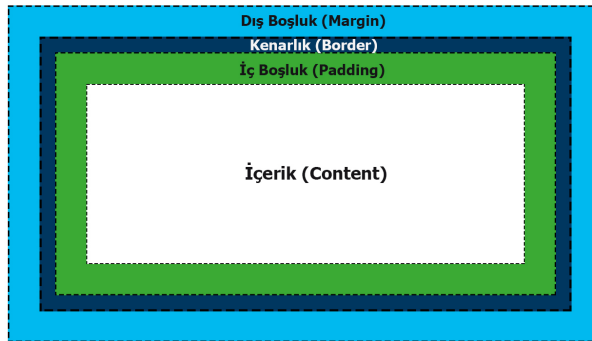 Dış Boşluk (Margin)
Kenarlık (Border)
İç Boşluk (Padding)
İçerik (Content)